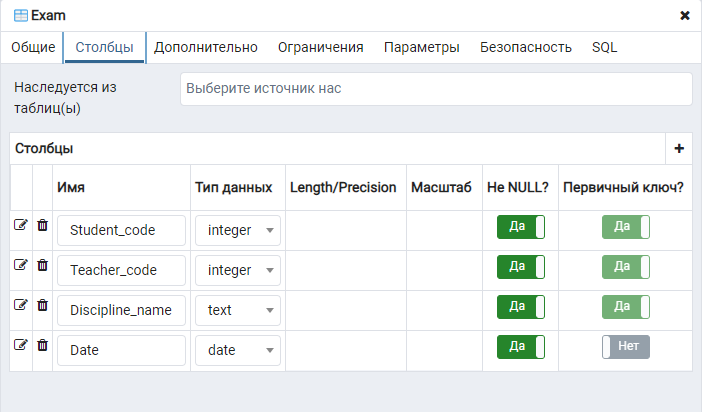 Exam
Общие Столбцы Дополнительно Ограничения Параметры Безопасность SQL
Наследуется из таблиц(ы)
Выберите источник нас
Столбцы
Имя Тип данных Length/Precision Масштаб Не NULL? Первичный ключ?
Student_code integer Да Да
Teacher_code integer Да Да
Discipline_name text Да Да
Date date Да Нет